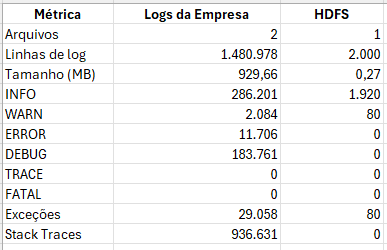 Métrica Logs da Empresa HDFS
Arquivos 2 1
Linhas de log 1.480.978 2.000
Tamanho (MB) 929,66 0,27
INFO 286.201 1.920
WARN 2.084 80
ERROR 11.706 0
DEBUG 183.761 0
TRACE 0 0
FATAL 0 0
Exceções 29.058 80
Stack Traces 936.631 0